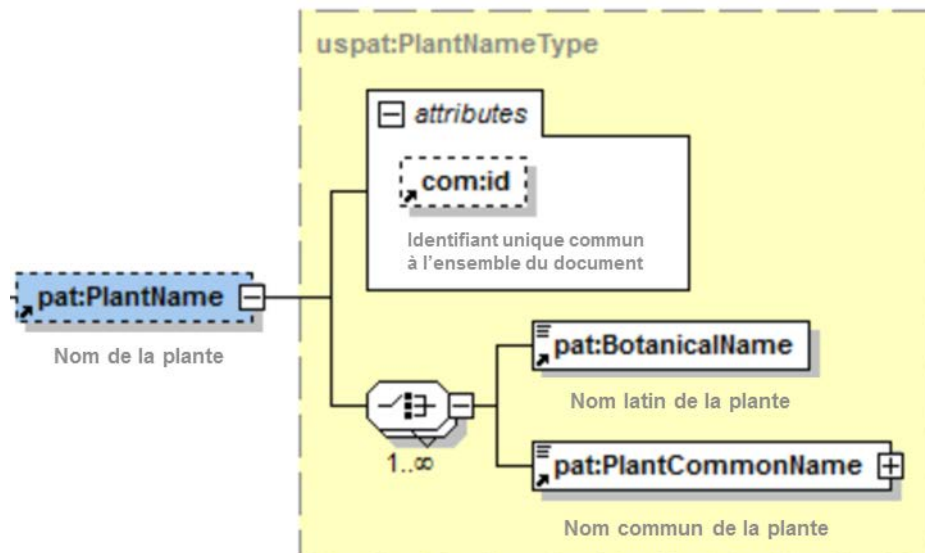 uspat:PlantNameType
attributes
com:id
Identifiant unique commun
à l'ensemble du document
pat:PlantName
Nom de la plante
pat:BotanicalName
Nom latin de la plante
1..∞
pat:PlantCommonName
Nom commun de la plante